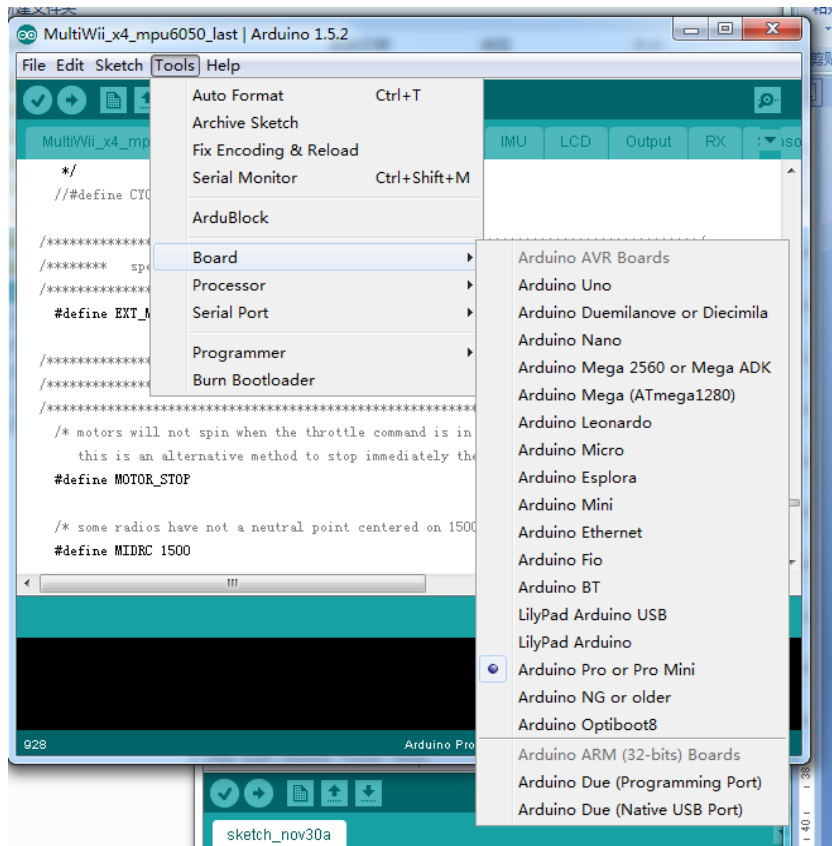 MultiWii_x4_mpu6050_last | Arduino 1.5.2
File Edit Sketch Tools Help
Auto Format Ctrl+T
Archive Sketch
Fix Encoding & Reload
Serial Monitor Ctrl+Shift+M
ArduBlock
Board
Processor
Serial Port
Programmer
Burn Bootloader
MultiWii_x4_mp IMU LCD Output RX
*/
//#define CYC
/**************
/******** spe
/**************
#define EXT_M
/**************
/**************
/****************************************************
/* motors will not spin when the throttle command is in
this is an alternative method to stop immediately the
#define MOTOR_STOP
/* some radios have not a neutral point centered on 1500
#define MIDRC 1500
Arduino AVR Boards
Arduino Uno
Arduino Duemilanove or Diecimila
Arduino Nano
Arduino Mega 2560 or Mega ADK
Arduino Mega (ATmega1280)
Arduino Leonardo
Arduino Micro
Arduino Esplora
Arduino Mini
Arduino Ethernet
Arduino Fio
Arduino BT
LilyPad Arduino USB
LilyPad Arduino
Arduino Pro or Pro Mini
Arduino NG or older
Arduino Optiboot8
Arduino ARM (32-bits) Boards
Arduino Due (Programming Port)
Arduino Due (Native USB Port)
928 Arduino Pro
sketch_nov30a
38
40